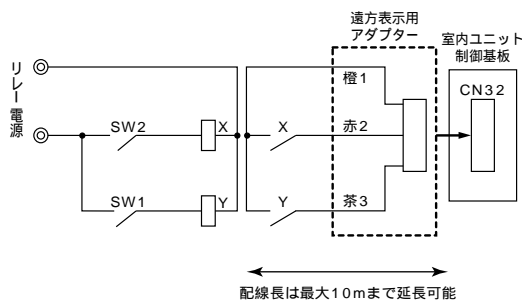 遠方表示用
アダプター
室内ユニット
制御基板
リレー電源
橙1
CN32
SW2
X
X
赤2
SW1
Y
Y
茶3
配線長は最大10mまで延長可能